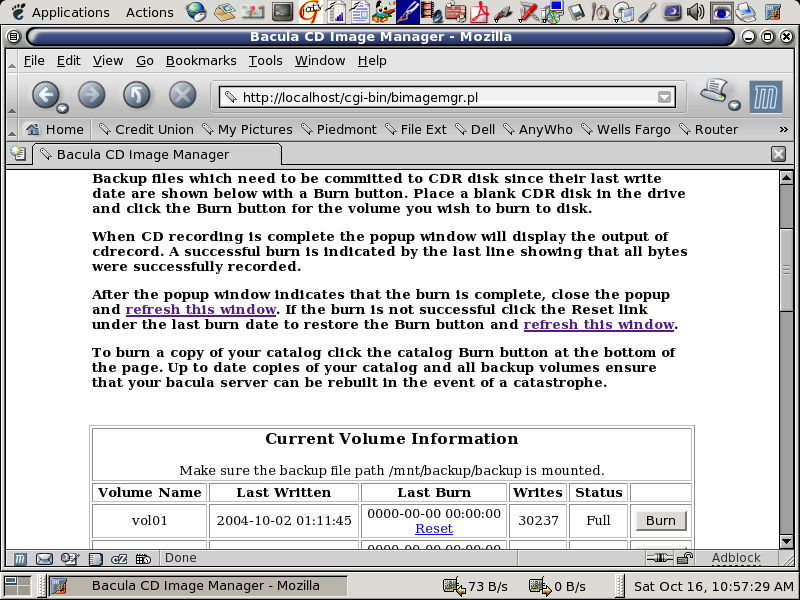 Applications Actions
Bacula CD Image Manager - Mozilla
File Edit View Go Bookmarks Tools Window Help
http://localhost/cgi-bin/bimagemgr.pl
Home Credit Union My Pictures Piedmont File Ext Dell AnyWho Wells Fargo Router »
Bacula CD Image Manager
Backup files which need to be committed to CDR disk since their last write
date are shown below with a Burn button. Place a blank CDR disk in the drive
and click the Burn button for the volume you wish to burn to disk.
When CD recording is complete the popup window will display the output of
cdrecord. A successful burn is indicated by the last line showing that all bytes
were successfully recorded.
After the popup window indicates that the burn is complete, close the popup
and refresh this window. If the burn is not successful click the Reset link
under the last burn date to restore the Burn button and refresh this window.
To burn a copy of your catalog click the catalog Burn button at the bottom of
the page. Up to date copies of your catalog and all backup volumes ensure
that your bacula server can be rebuilt in the event of a catastrophe.
Current Volume Information
Make sure the backup file path /mnt/backup/backup is mounted.
Volume Name Last Written Last Burn Writes Status
vol01 2004-10-02 01:11:45 0000-00-00 00:00:00 30237 Full Burn
Reset
0000-00-00 00:00:00
Done Adblock
Bacula CD Image Manager - Mozilla 73 B/s 0 B/s Sat Oct 16, 10:57:29 AM